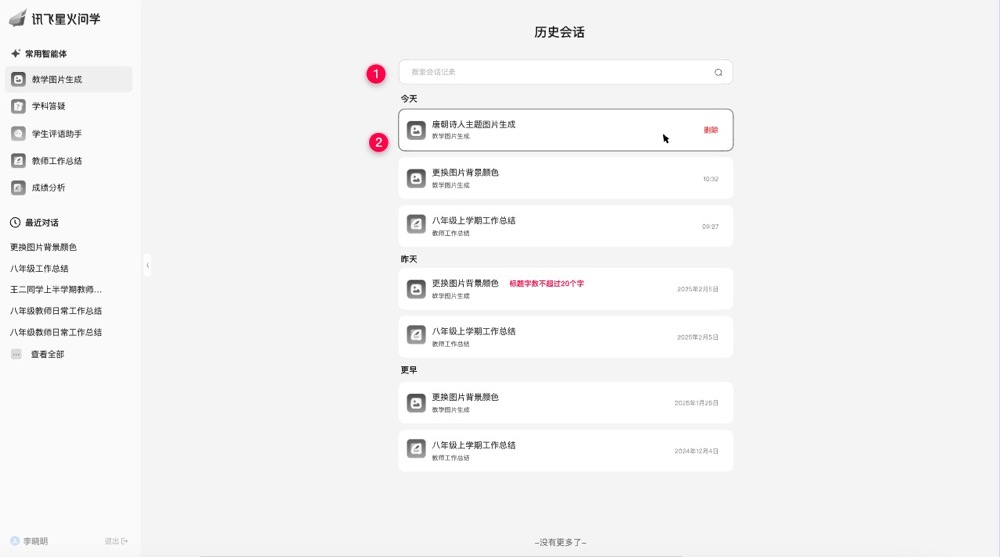 讯飞星火问学
常用智能体
教学图片生成
学科答疑
学生评语助手
教师工作总结
成绩分析
最近对话
更换图片背景颜色
八年级工作总结
王二同学上半学期教师...
八年级教师日常工作总结
八年级教师日常工作总结
查看全部
李晓明
退出
历史会话
1
搜索会话记录
今天
2
唐朝诗人主题图片生成
教学图片生成
删除
更换图片背景颜色
教学图片生成
10:32
八年级上学期工作总结
教师工作总结
09:27
昨天
更换图片背景颜色 标题字数不超过20个字
教学图片生成
2025年2月5日
八年级上学期工作总结
教师工作总结
2025年2月5日
更早
更换图片背景颜色
教学图片生成
2025年1月26日
八年级上学期工作总结
教师工作总结
2024年12月4日
–没有更多了–